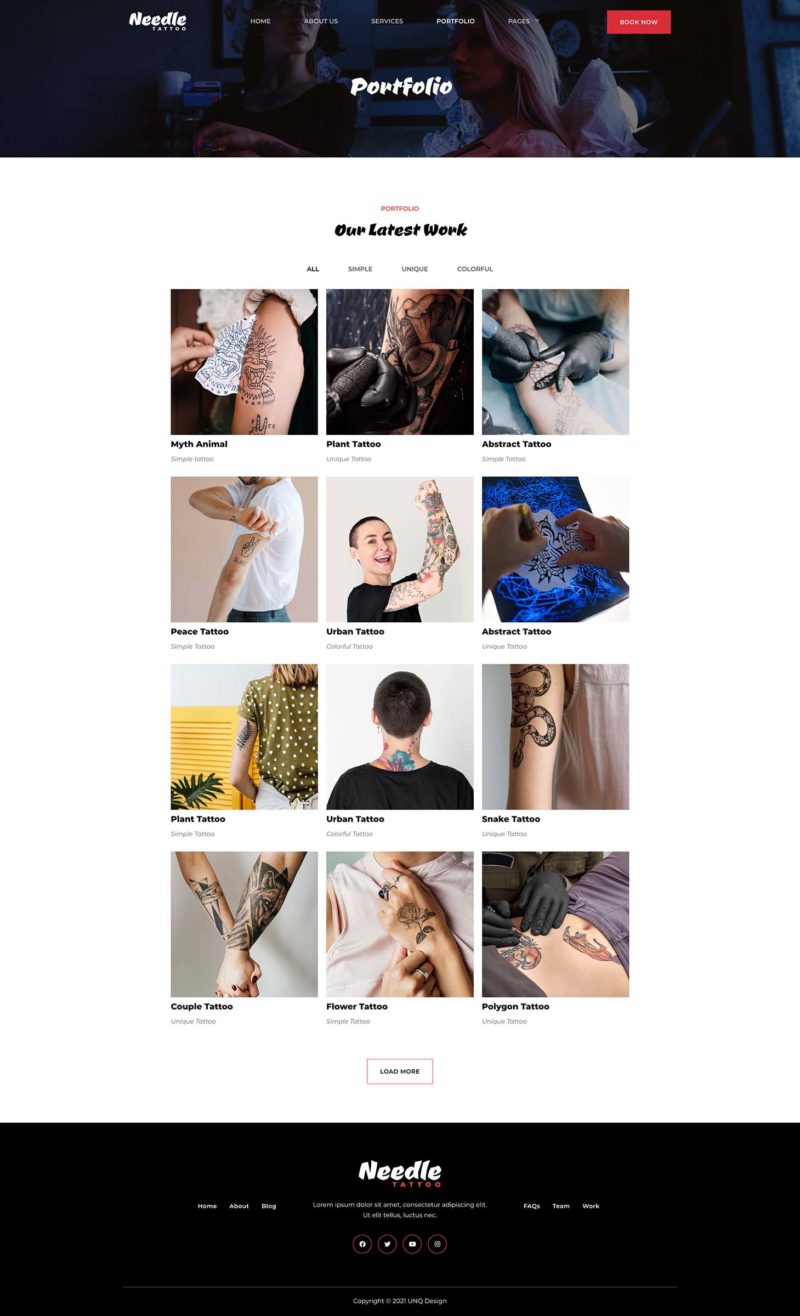 Needle
TATTOO
HOME
ABOUT US
SERVICES
PORTFOLIO
PAGES
BOOK NOW
Portfolio
PORTFOLIO
Our Latest Work
ALL
SIMPLE
UNIQUE
COLORFUL
Myth Animal
Simple tattoo
Plant Tattoo
Unique Tattoo
Abstract Tattoo
Simple Tattoo
Peace Tattoo
Simple Tattoo
Urban Tattoo
Colorful Tattoo
Abstract Tattoo
Unique Tattoo
Plant Tattoo
Simple Tattoo
Urban Tattoo
Colorful Tattoo
Snake Tattoo
Unique Tattoo
Couple Tattoo
Unique Tattoo
Flower Tattoo
Simple Tattoo
Polygon Tattoo
Unique Tattoo
LOAD MORE
Needle
TATTOO
Home
About
Blog
Lorem ipsum dolor sit amet, consectetur adipiscing elit.
Ut elit tellus, luctus nec.
FAQs
Team
Work
Copyright © 2021 UNQ Design